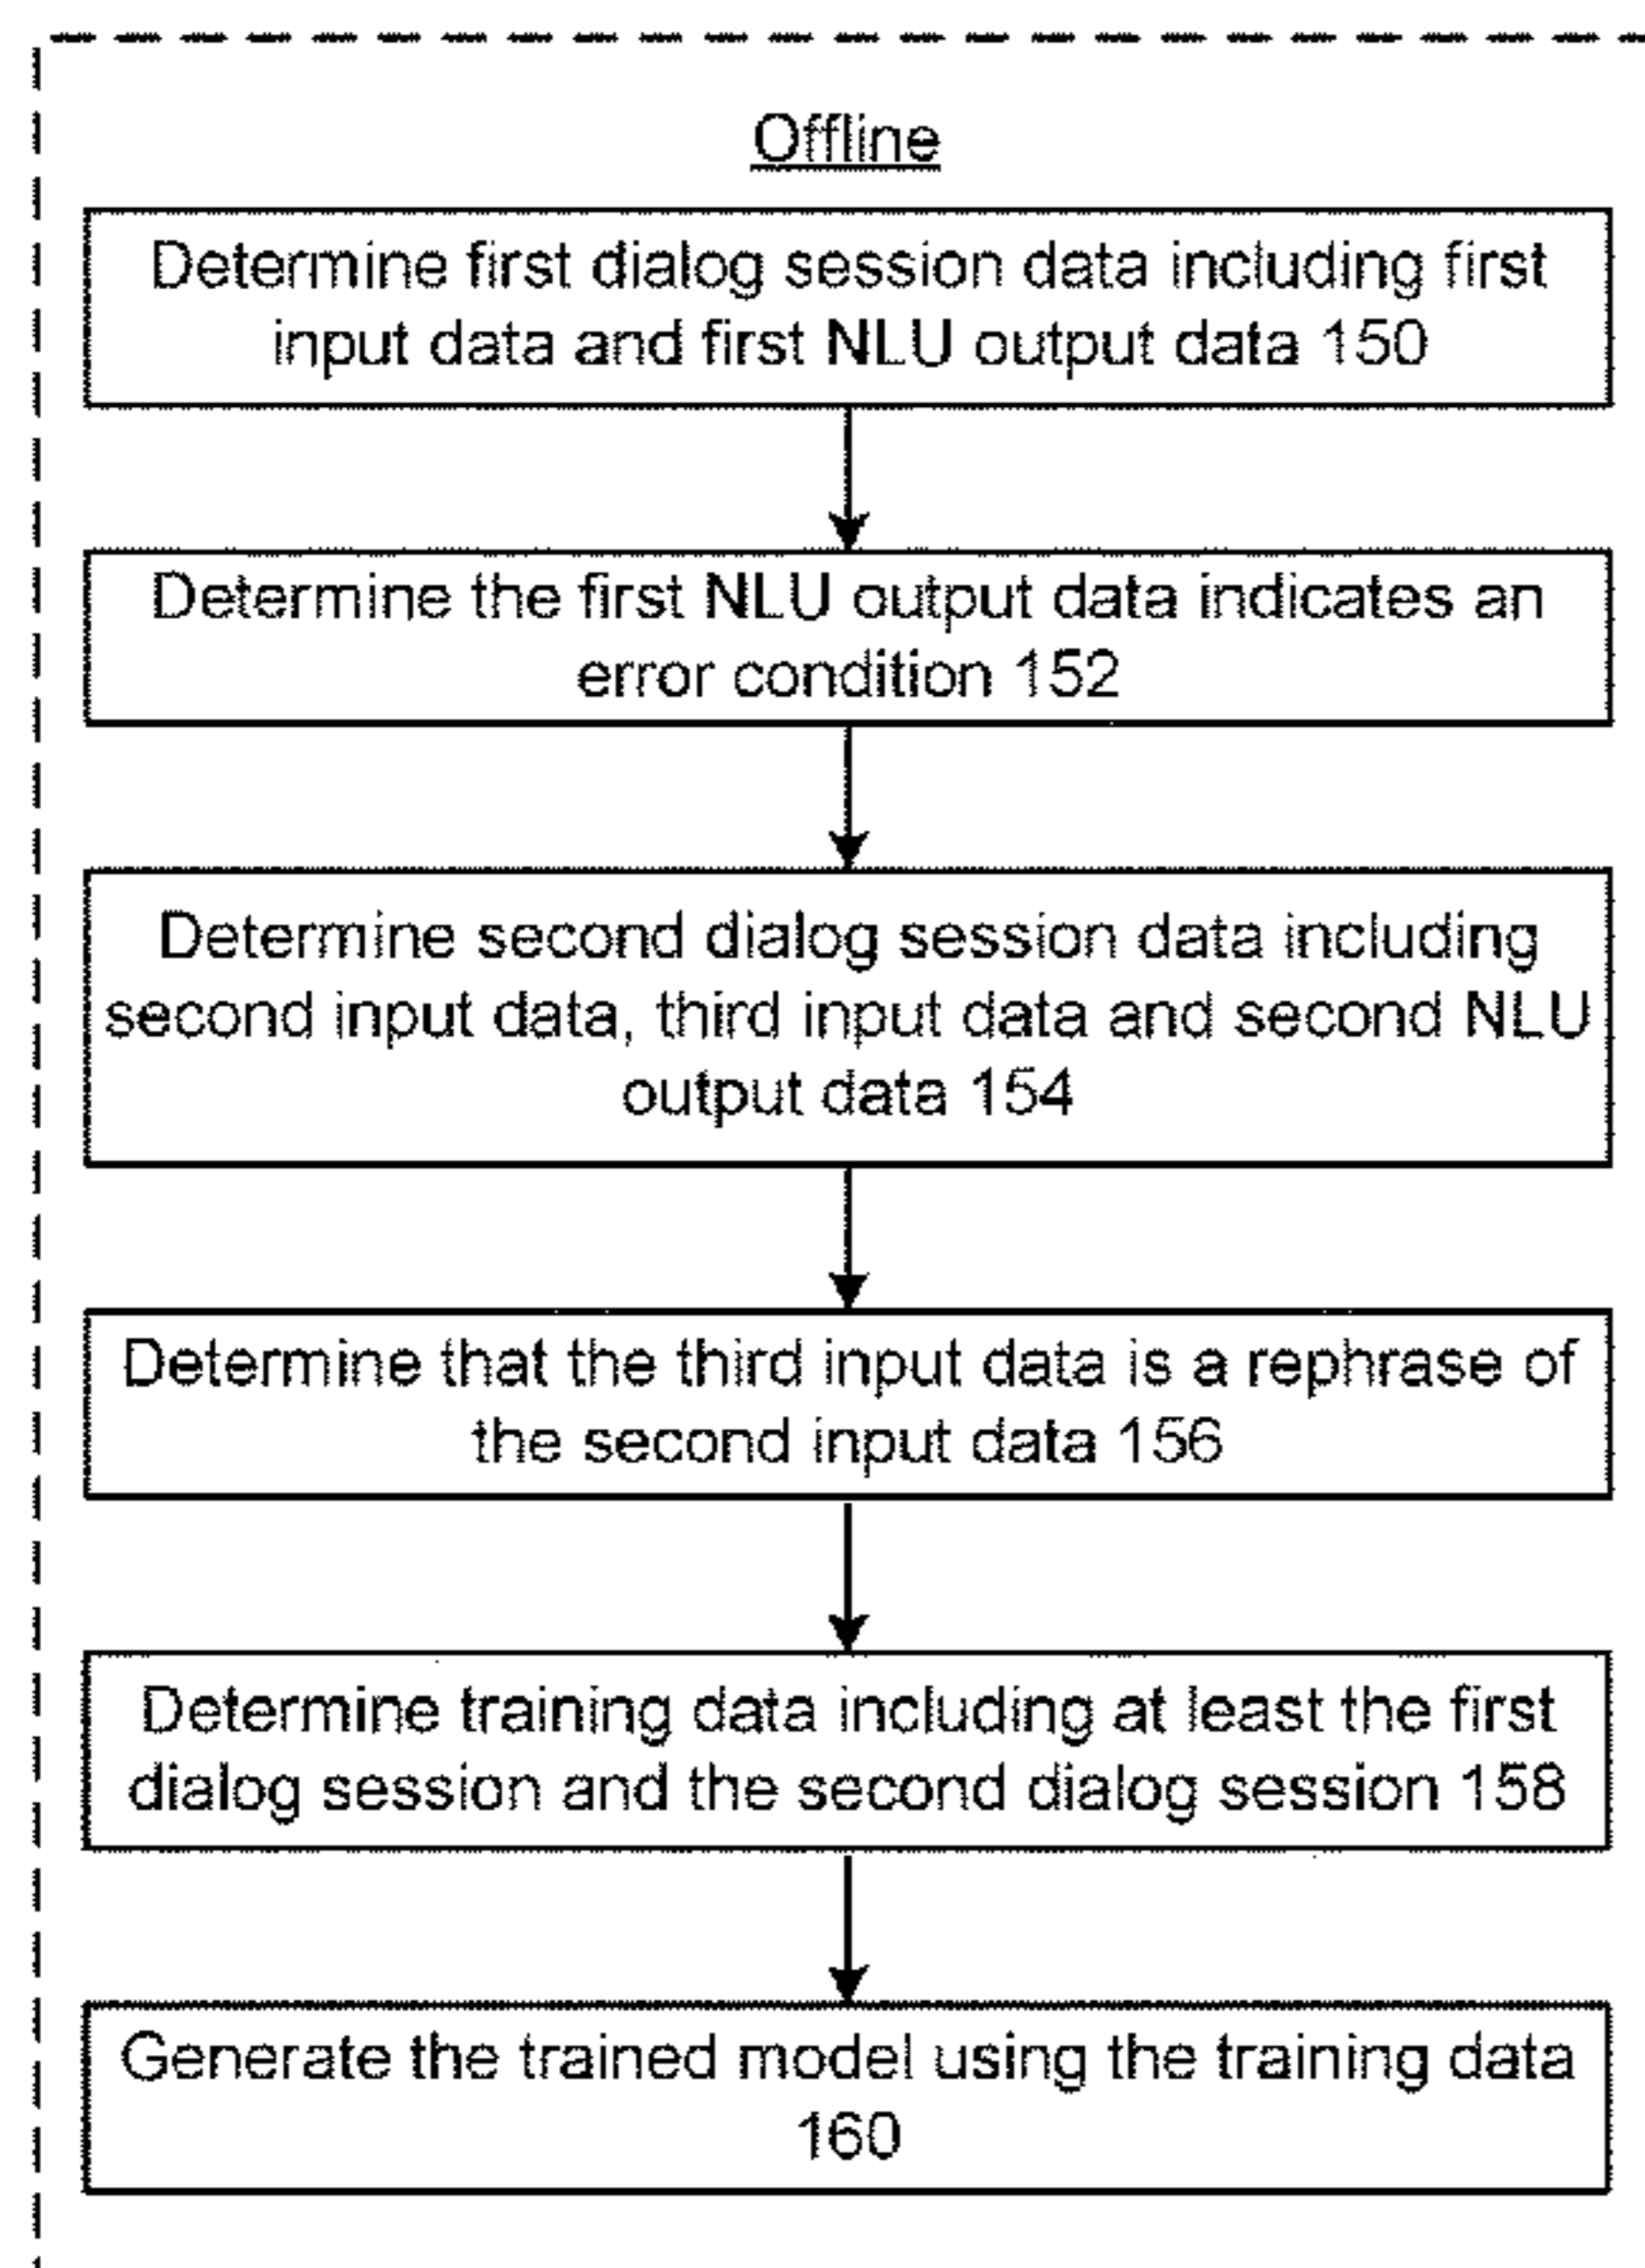 Offline
Determine first dialog session data including first
input data and first NLU output data 150
Determine the first NLU output data indicates an
error condition 152
Determine second dialog session data including
second input data, third input data and second NLU
output data 154
Determine that the third input data is a rephrase of
the second input data 156
Determine training data including at least the first
dialog session and the second dialog session 158
Generate the trained model using the training data
160